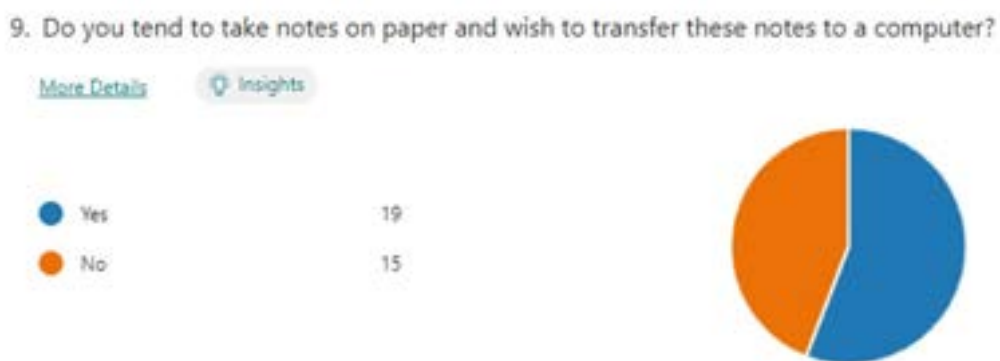 9. Do you tend to take notes on paper and wish to transfer these notes to a computer?
More Details Insights
Yes 19
No 15